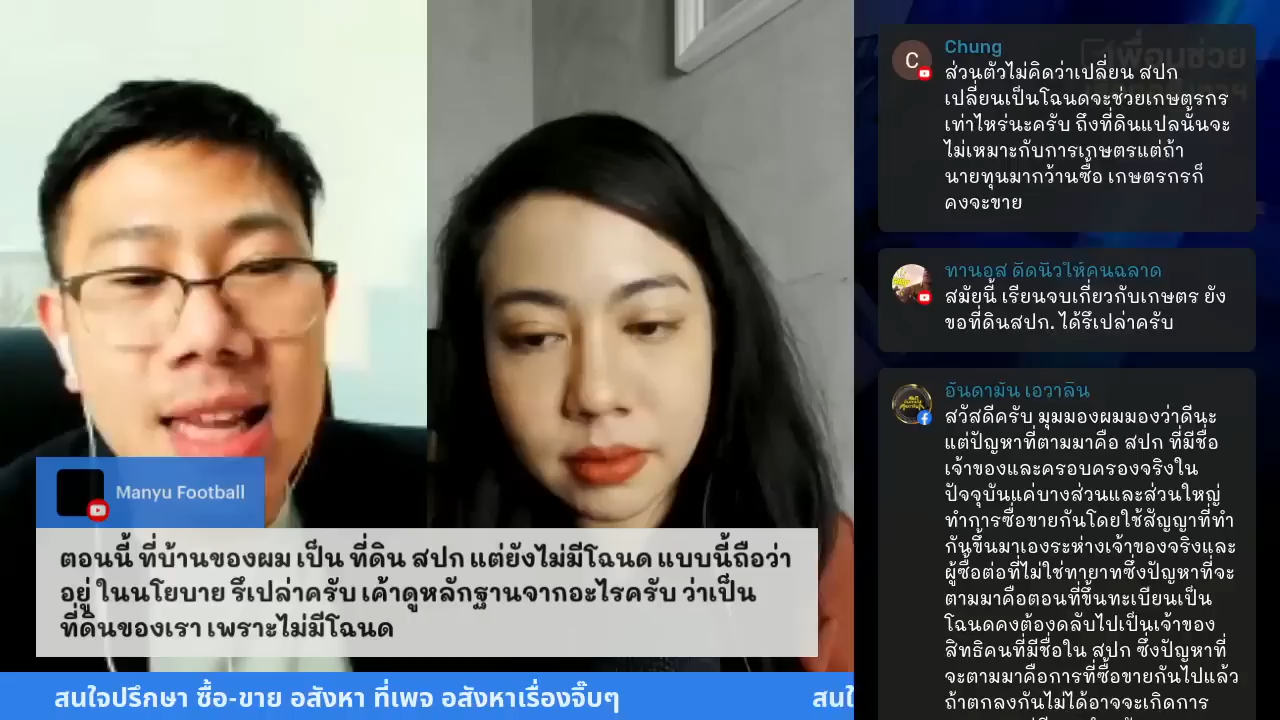 Manyu Football
ตอนนี้ ที่บ้านของผม เป็น ที่ดิน สปก แต่ยังไม่มีโฉนด แบบนี้ถือว่า
อยู่ ในนโยบาย รึเปล่าครับ เค้าดูหลักฐานจากอะไรครับ ว่าเป็น
ที่ดินของเรา เพราะไม่มีโฉนด
สนใจปรึกษา ซื้อ-ขาย อสังหา ที่เพจ อสังหาเรื่องจิ๊บๆ
C
Chung
ส่วนตัวไม่คิดว่าเปลี่ยน สปก
เปลี่ยนเป็นโฉนดจะช่วยเกษตรกร
เท่าไหร่นะครับ ถึงที่ดินแปลนั้นจะ
ไม่เหมาะกับการเกษตรแต่ถ้า
นายทุนมากว้านซื้อ เกษตรกรก็
คงจะขาย
ทานอส ดีดนิ้วให้คนฉลาด
สมัยนี้ เรียนจบเกี่ยวกับเกษตร ยัง
ขอที่ดินสปก. ได้รึเปล่าครับ
อันดามัน เอวาลิน
สวัสดีครับ มุมมองผมมองว่าดีนะ
แต่ปัญหาที่ตามมาคือ สปก ที่มีชื่อ
เจ้าของและครอบครองจริงใน
ปัจจุบันแค่บางส่วนและส่วนใหญ่
ทำการซื้อขายกันโดยใช้สัญญาที่ทำ
กันขึ้นมาเองระห่างเจ้าของจริงและ
ผู้ซื้อต่อที่ไม่ใช่ทายาทซึ่งปัญหาที่จะ
ตามมาคือตอนที่ขึ้นทะเบียนเป็น
โฉนดคงต้องดลับไปเป็นเจ้าของ
สิทธิคนที่มีชื่อใน สปก ซึ่งปัญหาที่
จะตามมาคือการที่ซื้อขายกันไปแล้ว
ถ้าตกลงกันไม่ได้อาจจะเกิดการ